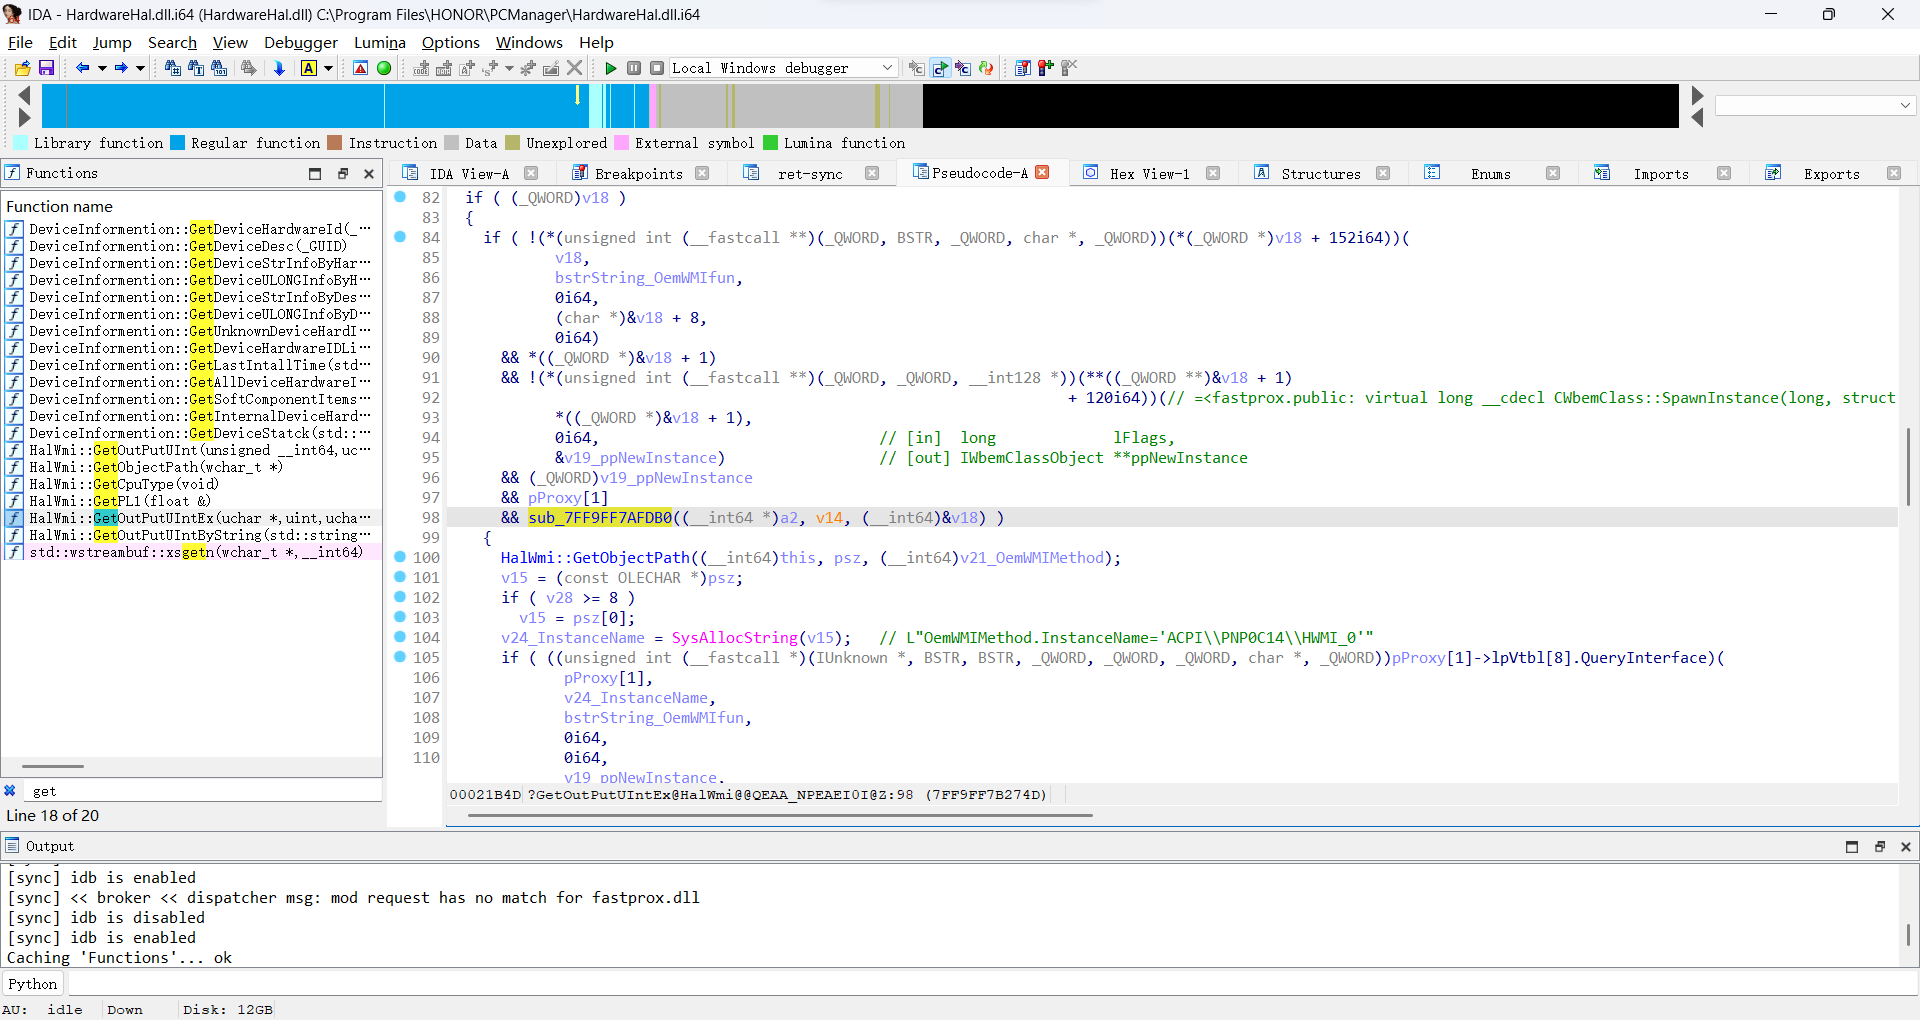 IDA - HardwareHal.dll.i64 (HardwareHal.dll) C:\Program Files\HONOR\PCManager\HardwareHal.dll.i64
File Edit Jump Search View Debugger Lumina Options Windows Help
Local Windows debugger
Library function Regular function Instruction Data Unexplored External symbol Lumina function
Functions
IDA View-A Breakpoints ret-sync Pseudocode-A Hex View-1 Structures Enums Imports Exports
Function name
DeviceInformention::GetDeviceHardwareId(_…
DeviceInformention::GetDeviceDesc(_GUID)
DeviceInformention::GetDeviceStrInfoByHar…
DeviceInformention::GetDeviceULONGInfoByH…
DeviceInformention::GetDeviceStrInfoByDes…
DeviceInformention::GetDeviceULONGInfoByD…
DeviceInformention::GetUnknownDeviceHardI…
DeviceInformention::GetDeviceHardwareIDLi…
DeviceInformention::GetLastIntallTime(std…
DeviceInformention::GetAllDeviceHardwareI…
DeviceInformention::GetSoftComponentItems…
DeviceInformention::GetInternalDeviceHard…
DeviceInformention::GetDeviceStatck(std::…
HalWmi::GetOutPutUInt(unsigned __int64,uc…
HalWmi::GetObjectPath(wchar_t *)
HalWmi::GetCpuType(void)
HalWmi::GetPL1(float &)
HalWmi::GetOutPutUIntEx(uchar *,uint,ucha…
HalWmi::GetOutPutUIntByString(std::string…
std::wstreambuf::xsgetn(wchar_t *,__int64)
get
Line 18 of 20
82 if ( (_QWORD)v18 )
83 {
84 if ( !(*(unsigned int (__fastcall **)(_QWORD, BSTR, _QWORD, char *, _QWORD))(*(_QWORD *)v18 + 152i64))(
85 v18,
86 bstrString_OemWMIfun,
87 0i64,
88 (char *)&v18 + 8,
89 0i64)
90 && *((_QWORD *)&v18 + 1)
91 && !(*(unsigned int (__fastcall **)(_QWORD, _QWORD, __int128 *))(**((_QWORD **)&v18 + 1)
92 + 120i64))(// =<fastprox.public: virtual long __cdecl CWbemClass::SpawnInstance(long, struct
93 *((_QWORD *)&v18 + 1),
94 0i64, // [in] long lFlags,
95 &v19_ppNewInstance) // [out] IWbemClassObject **ppNewInstance
96 && (_QWORD)v19_ppNewInstance
97 && pProxy[1]
98 && sub_7FF9FF7AFDB0((__int64 *)a2, v14, (__int64)&v18) )
99 {
100 HalWmi::GetObjectPath((__int64)this, psz, (__int64)v21_OemWMIMethod);
101 v15 = (const OLECHAR *)psz;
102 if ( v28 >= 8 )
103 v15 = psz[0];
104 v24_InstanceName = SysAllocString(v15); // L"OemWMIMethod.InstanceName='ACPI\\PNP0C14\\HWMI_0'"
105 if ( ((unsigned int (__fastcall *)(IUnknown *, BSTR, BSTR, _QWORD, _QWORD, _QWORD, char *, _QWORD))pProxy[1]->lpVtbl[8].QueryInterface)(
106 pProxy[1],
107 v24_InstanceName,
108 bstrString_OemWMIfun,
109 0i64,
110 0i64,
v19_ppNewInstance,
00021B4D ?GetOutPutUIntEx@HalWmi@@QEAA_NPEAEI0I@Z:98 (7FF9FF7B274D)
Output
[sync] idb is enabled
[sync] << broker << dispatcher msg: mod request has no match for fastprox.dll
[sync] idb is disabled
[sync] idb is enabled
Caching 'Functions'... ok
Python
AU: idle Down Disk: 12GB